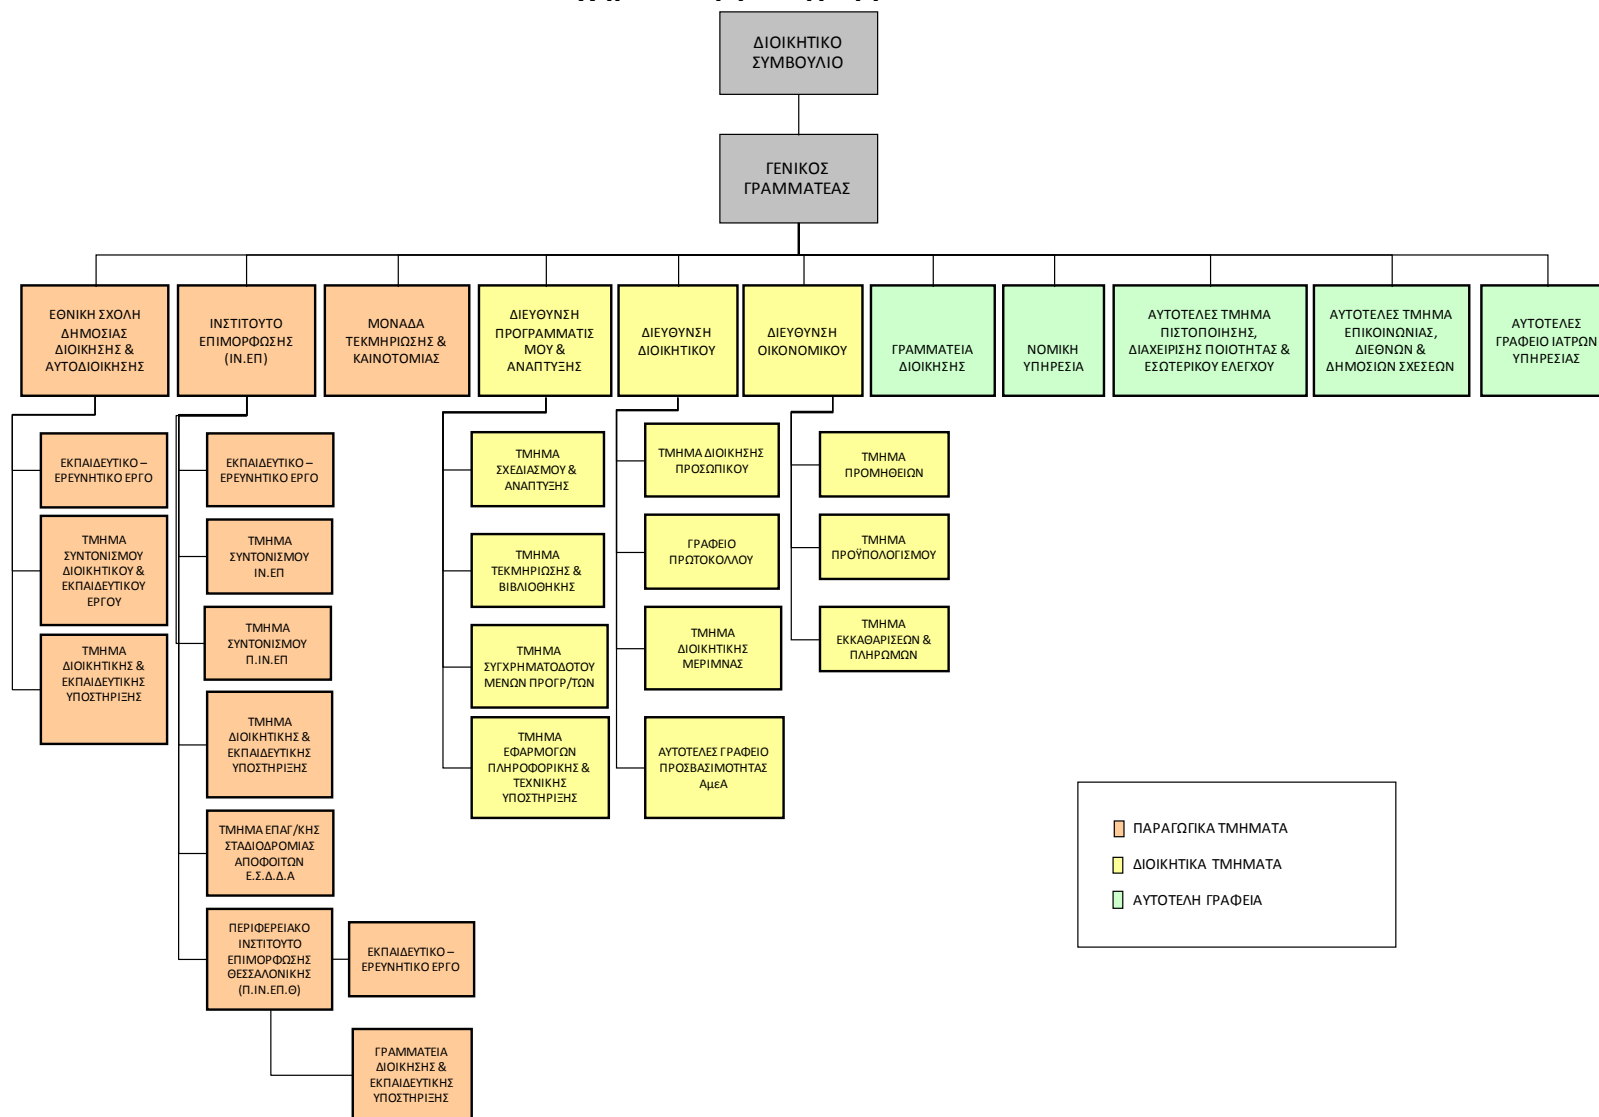 ΔΙΟΙΚΗΤΙΚΟ
ΣΥΜΒΟΥΛΙΟ
ΓΕΝΙΚΟΣ
ΓΡΑΜΜΑΤΕΑΣ
ΕΘΝΙΚΗ ΣΧΟΛΗ
ΔΗΜΟΣΙΑΣ
ΔΙΟΙΚΗΣΗΣ &
ΑΥΤΟΔΙΟΙΚΗΣΗΣ
ΙΝΣΤΙΤΟΥΤΟ
ΕΠΙΜΟΡΦΩΣΗΣ
(ΙΝ.ΕΠ)
ΜΟΝΑΔΑ
ΤΕΚΜΗΡΙΩΣΗΣ &
ΚΑΙΝΟΤΟΜΙΑΣ
ΔΙΕΥΘΥΝΣΗ
ΠΡΟΓΡΑΜΜΑΤΙΣ
ΜΟΥ &
ΑΝΑΠΤΥΞΗΣ
ΔΙΕΥΘΥΝΣΗ
ΔΙΟΙΚΗΤΙΚΟΥ
ΔΙΕΥΘΥΝΣΗ
ΟΙΚΟΝΟΜΙΚΟΥ
ΓΡΑΜΜΑΤΕΙΑ
ΔΙΟΙΚΗΣΗΣ
ΝΟΜΙΚΗ
ΥΠΗΡΕΣΙΑ
ΑΥΤΟΤΕΛΕΣ ΤΜΗΜΑ
ΠΙΣΤΟΠΟΙΗΣΗΣ,
ΔΙΑΧΕΙΡΙΣΗΣ ΠΟΙΟΤΗΤΑΣ &
ΕΣΩΤΕΡΙΚΟΥ ΕΛΕΓΧΟΥ
ΑΥΤΟΤΕΛΕΣ ΤΜΗΜΑ
ΕΠΙΚΟΙΝΩΝΙΑΣ,
ΔΙΕΘΝΩΝ &
ΔΗΜΟΣΙΩΝ ΣΧΕΣΕΩΝ
ΑΥΤΟΤΕΛΕΣ
ΓΡΑΦΕΙΟ ΙΑΤΡΩΝ
ΥΠΗΡΕΣΙΑΣ
ΕΚΠΑΙΔΕΥΤΙΚΟ –
ΕΡΕΥΝΗΤΙΚΟ ΕΡΓΟ
ΤΜΗΜΑ
ΣΥΝΤΟΝΙΣΜΟΥ
ΔΙΟΙΚΗΤΙΚΟΥ &
ΕΚΠΑΙΔΕΥΤΙΚΟΥ
ΕΡΓΟΥ
ΤΜΗΜΑ
ΔΙΟΙΚΗΤΙΚΗΣ &
ΕΚΠΑΙΔΕΥΤΙΚΗΣ
ΥΠΟΣΤΗΡΙΞΗΣ
ΕΚΠΑΙΔΕΥΤΙΚΟ –
ΕΡΕΥΝΗΤΙΚΟ ΕΡΓΟ
ΤΜΗΜΑ
ΣΥΝΤΟΝΙΣΜΟΥ
ΙΝ.ΕΠ
ΤΜΗΜΑ
ΣΥΝΤΟΝΙΣΜΟΥ
Π.ΙΝ.ΕΠ
ΤΜΗΜΑ
ΔΙΟΙΚΗΤΙΚΗΣ &
ΕΚΠΑΙΔΕΥΤΙΚΗΣ
ΥΠΟΣΤΗΡΙΞΗΣ
ΤΜΗΜΑ ΕΠΑΓ/ΚΗΣ
ΣΤΑΔΙΟΔΡΟΜΙΑΣ
ΑΠΟΦΟΙΤΩΝ
Ε.Σ.Δ.Δ.Α
ΠΕΡΙΦΕΡΕΙΑΚΟ
ΙΝΣΤΙΤΟΥΤΟ
ΕΠΙΜΟΡΦΩΣΗΣ
ΘΕΣΣΑΛΟΝΙΚΗΣ
(Π.ΙΝ.ΕΠ.Θ)
ΕΚΠΑΙΔΕΥΤΙΚΟ –
ΕΡΕΥΝΗΤΙΚΟ ΕΡΓΟ
ΓΡΑΜΜΑΤΕΙΑ
ΔΙΟΙΚΗΣΗΣ &
ΕΚΠΑΙΔΕΥΤΙΚΗΣ
ΥΠΟΣΤΗΡΙΞΗΣ
ΤΜΗΜΑ
ΣΧΕΔΙΑΣΜΟΥ &
ΑΝΑΠΤΥΞΗΣ
ΤΜΗΜΑ
ΤΕΚΜΗΡΙΩΣΗΣ &
ΒΙΒΛΙΟΘΗΚΗΣ
ΤΜΗΜΑ
ΣΥΓΧΡΗΜΑΤΟΔΟΤΟΥ
ΜΕΝΩΝ ΠΡΟΓΡ/ΤΩΝ
ΤΜΗΜΑ
ΕΦΑΡΜΟΓΩΝ
ΠΛΗΡΟΦΟΡΙΚΗΣ &
ΤΕΧΝΙΚΗΣ
ΥΠΟΣΤΗΡΙΞΗΣ
ΤΜΗΜΑ ΔΙΟΙΚΗΣΗΣ
ΠΡΟΣΩΠΙΚΟΥ
ΓΡΑΦΕΙΟ
ΠΡΩΤΟΚΟΛΛΟΥ
ΤΜΗΜΑ
ΔΙΟΙΚΗΤΙΚΗΣ
ΜΕΡΙΜΝΑΣ
ΑΥΤΟΤΕΛΕΣ ΓΡΑΦΕΙΟ
ΠΡΟΣΒΑΣΙΜΟΤΗΤΑΣ
ΑμεΑ
ΤΜΗΜΑ
ΠΡΟΜΗΘΕΙΩΝ
ΤΜΗΜΑ
ΠΡΟΫΠΟΛΟΓΙΣΜΟΥ
ΤΜΗΜΑ
ΕΚΚΑΘΑΡΙΣΕΩΝ &
ΠΛΗΡΩΜΩΝ
ΠΑΡΑΓΩΓΙΚΑ ΤΜΗΜΑΤΑ
ΔΙΟΙΚΗΤΙΚΑ ΤΜΗΜΑΤΑ
ΑΥΤΟΤΕΛΗ ΓΡΑΦΕΙΑ